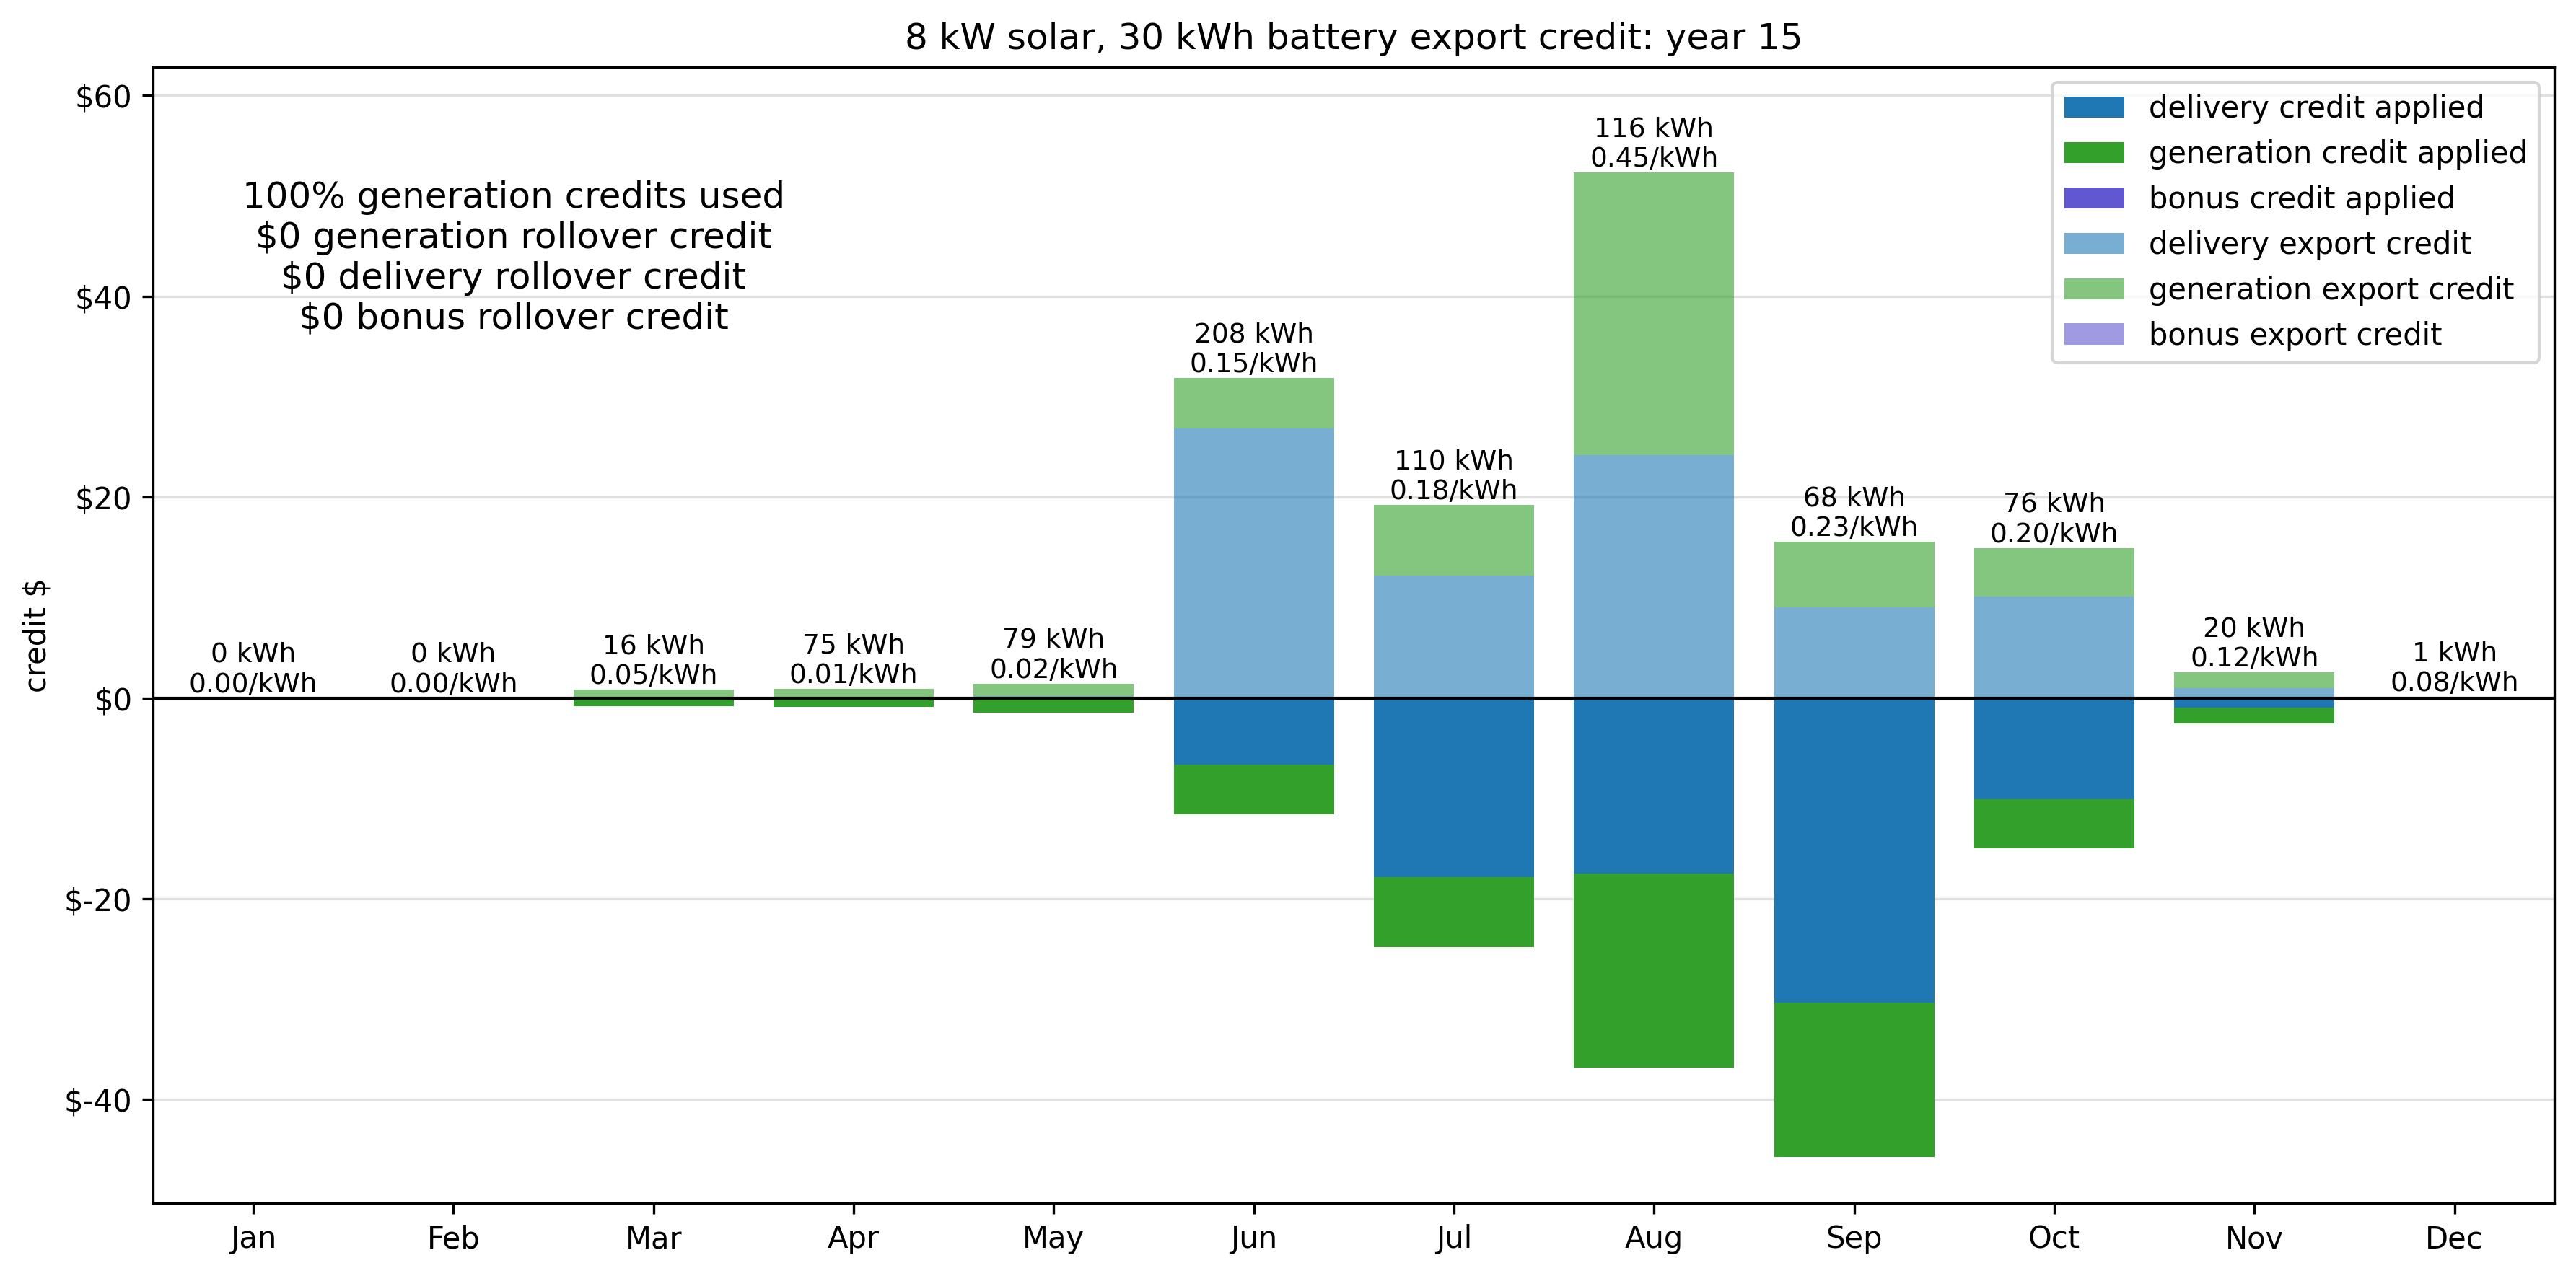 8 kW solar, 30 kWh battery export credit: year 15
credit $
$60
$40
$20
$0
$-20
$-40
100% generation credits used
$0 generation rollover credit
$0 delivery rollover credit
$0 bonus rollover credit
delivery credit applied
generation credit applied
bonus credit applied
delivery export credit
generation export credit
bonus export credit
0 kWh
0.00/kWh
0 kWh
0.00/kWh
16 kWh
0.05/kWh
75 kWh
0.01/kWh
79 kWh
0.02/kWh
208 kWh
0.15/kWh
110 kWh
0.18/kWh
116 kWh
0.45/kWh
68 kWh
0.23/kWh
76 kWh
0.20/kWh
20 kWh
0.12/kWh
1 kWh
0.08/kWh
Jan Feb Mar Apr May Jun Jul Aug Sep Oct Nov Dec